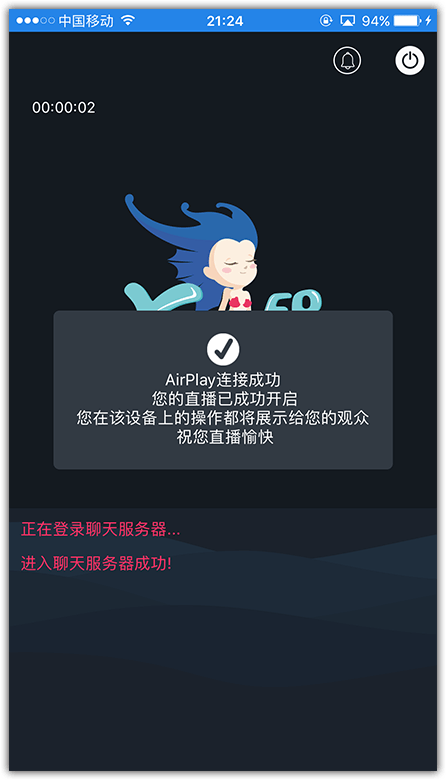 中国移动 21:24 94%
00:00:02
AirPlay连接成功
您的直播已成功开启
您在该设备上的操作都将展示给您的观众
祝您直播愉快
正在登录聊天服务器...
进入聊天服务器成功!